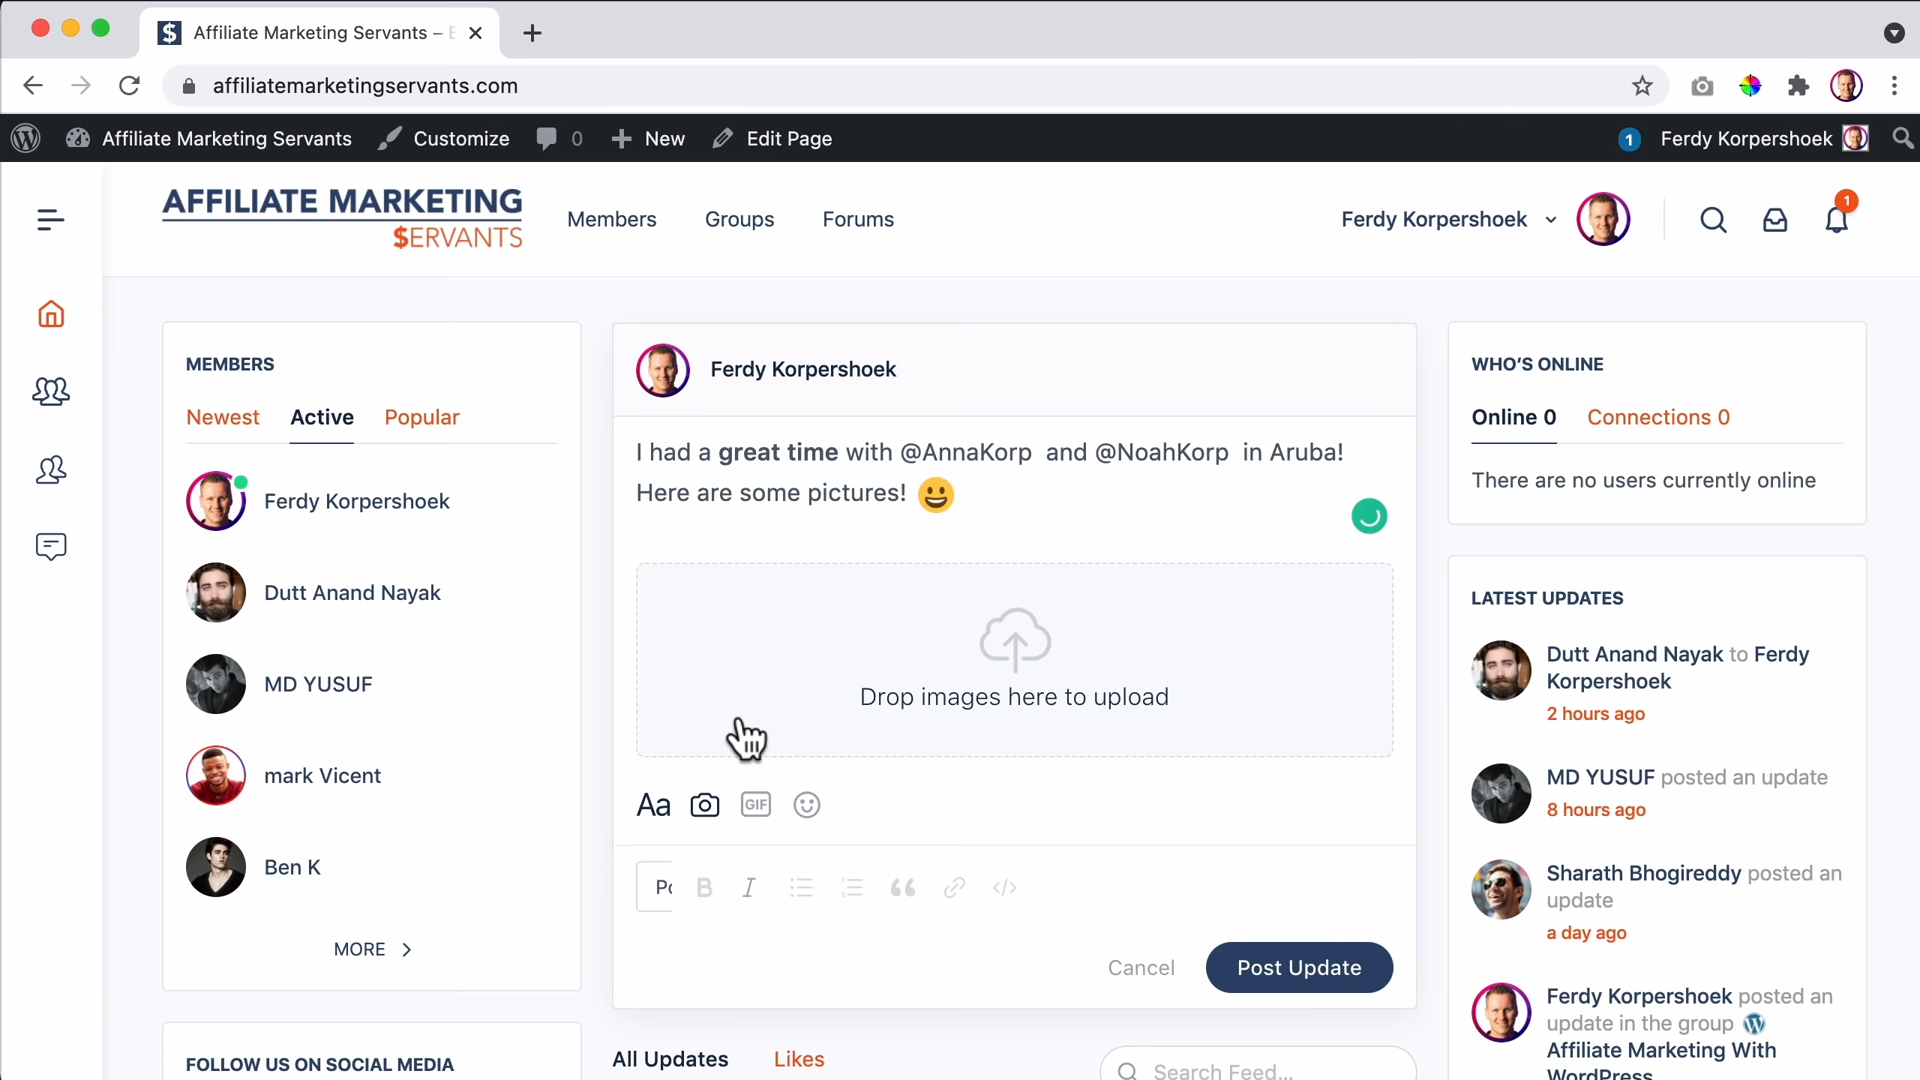 Affiliate Marketing Servants –
affiliatemarketingservants.com
Affiliate Marketing Servants Customize 0 New Edit Page 1 Ferdy Korpershoek
AFFILIATE MARKETING
$ERVANTS
Members Groups Forums
Ferdy Korpershoek
1
MEMBERS
Newest Active Popular
Ferdy Korpershoek
Dutt Anand Nayak
MD YUSUF
mark Vicent
Ben K
MORE
FOLLOW US ON SOCIAL MEDIA
Ferdy Korpershoek
I had a great time with @AnnaKorp and @NoahKorp in Aruba!
Here are some pictures! 😃
Drop images here to upload
Aa GIF
B I
Cancel Post Update
All Updates Likes
Search Feed...
WHO'S ONLINE
Online 0 Connections 0
There are no users currently online
LATEST UPDATES
Dutt Anand Nayak to Ferdy
Korpershoek
2 hours ago
MD YUSUF posted an update
8 hours ago
Sharath Bhogireddy posted an
update
a day ago
Ferdy Korpershoek posted an
update in the group
Affiliate Marketing With
WordPress